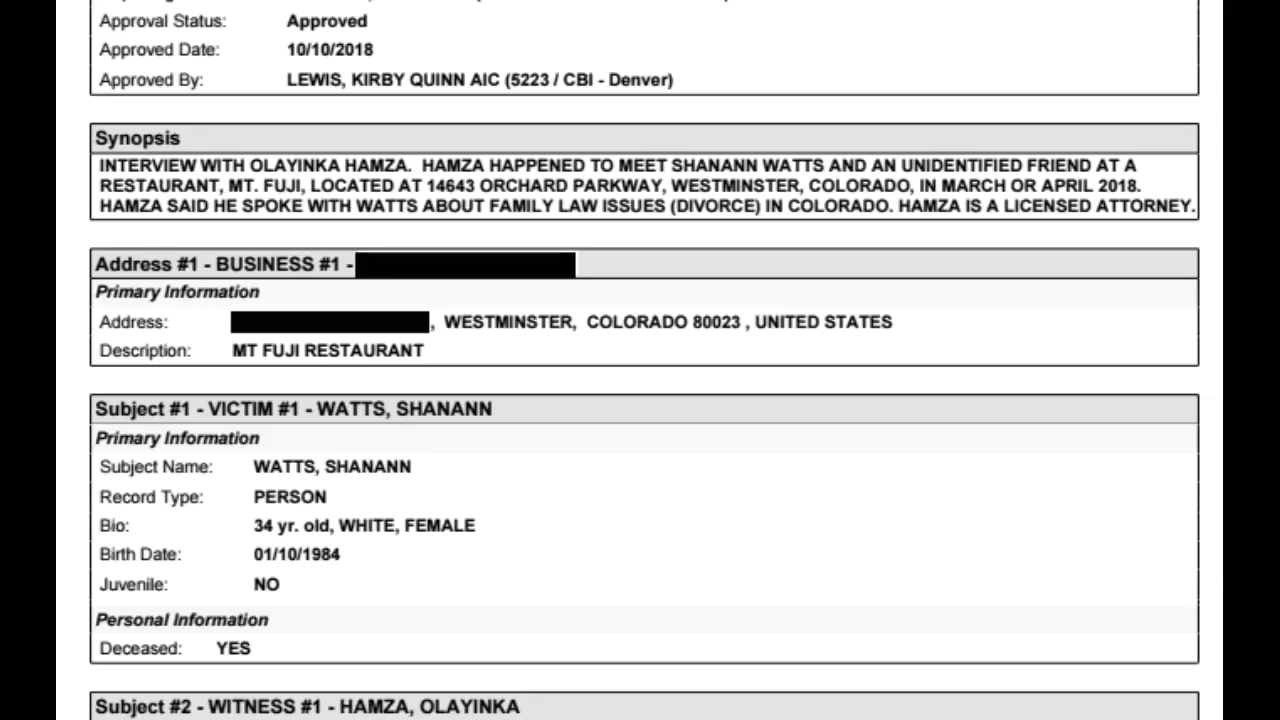 Approval Status: Approved
Approved Date: 10/10/2018
Approved By: LEWIS, KIRBY QUINN AIC (5223 / CBI - Denver)
Synopsis
INTERVIEW WITH OLAYINKA HAMZA. HAMZA HAPPENED TO MEET SHANANN WATTS AND AN UNIDENTIFIED FRIEND AT A
RESTAURANT, MT. FUJI, LOCATED AT 14643 ORCHARD PARKWAY, WESTMINSTER, COLORADO, IN MARCH OR APRIL 2018.
HAMZA SAID HE SPOKE WITH WATTS ABOUT FAMILY LAW ISSUES (DIVORCE) IN COLORADO. HAMZA IS A LICENSED ATTORNEY.
Address #1 - BUSINESS #1 -
Primary Information
Address: , WESTMINSTER, COLORADO 80023 , UNITED STATES
Description: MT FUJI RESTAURANT
Subject #1 - VICTIM #1 - WATTS, SHANANN
Primary Information
Subject Name: WATTS, SHANANN
Record Type: PERSON
Bio: 34 yr. old, WHITE, FEMALE
Birth Date: 01/10/1984
Juvenile: NO
Personal Information
Deceased: YES
Subject #2 - WITNESS #1 - HAMZA, OLAYINKA